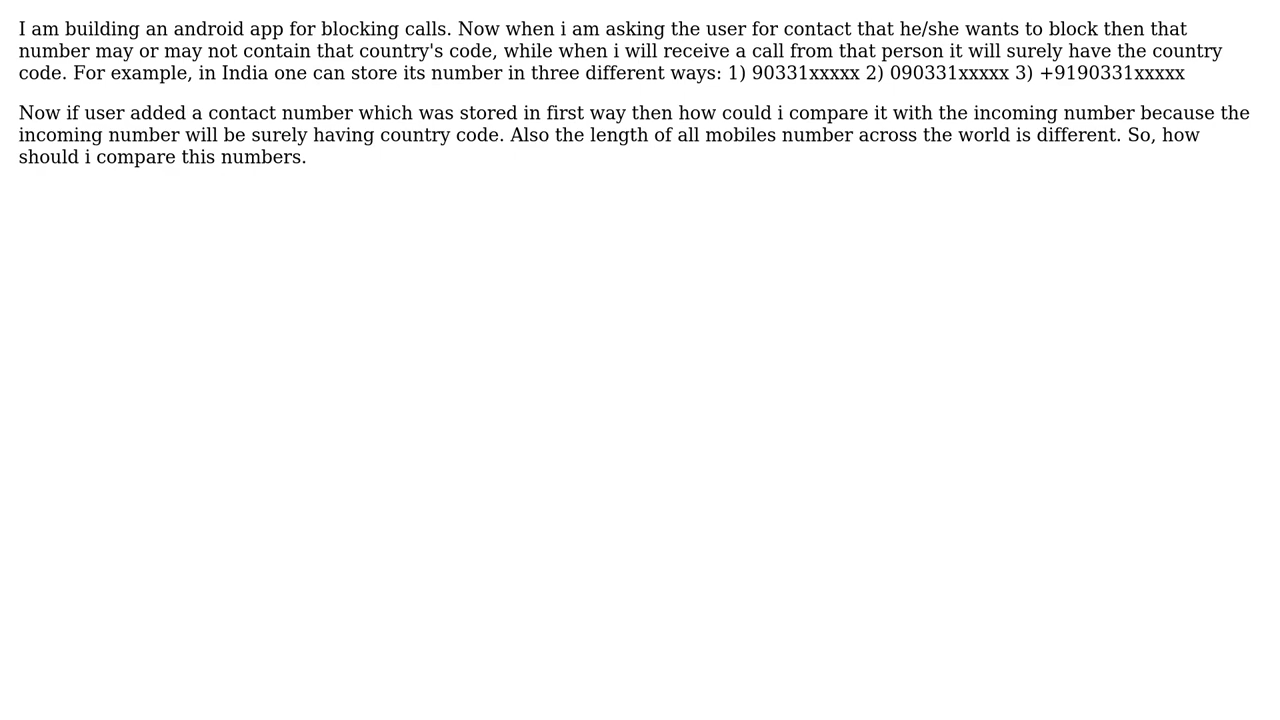 I am building an android app for blocking calls. Now when i am asking the user for contact that he/she wants to block then that
number may or may not contain that country's code, while when i will receive a call from that person it will surely have the country
code. For example, in India one can store its number in three different ways: 1) 90331xxxxx 2) 090331xxxxx 3) +9190331xxxxx
Now if user added a contact number which was stored in first way then how could i compare it with the incoming number because the
incoming number will be surely having country code. Also the length of all mobiles number across the world is different. So, how
should i compare this numbers.